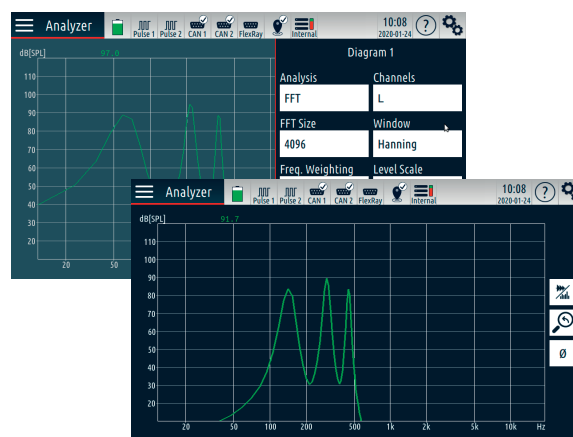 Analyzer Pulse 1 Pulse 2 CAN 1 CAN 2 FlexRay Internal 10:08 2020-01-24 ?
dB[SPL] 97.0
110
100
90
80
70
60
50
40
30
20
20 50
Diagram 1
Analysis Channels
FFT L
FFT Size Window
4096 Hanning
Freq. Weighting Level Scale
Analyzer Pulse 1 Pulse 2 CAN 1 CAN 2 FlexRay Internal 10:08 2020-01-24 ?
dB[SPL] 91.7
110
100
90
80
70
60
50
40
30
20
20 50 100 200 500 1k 2k 5k 10k Hz
Ø